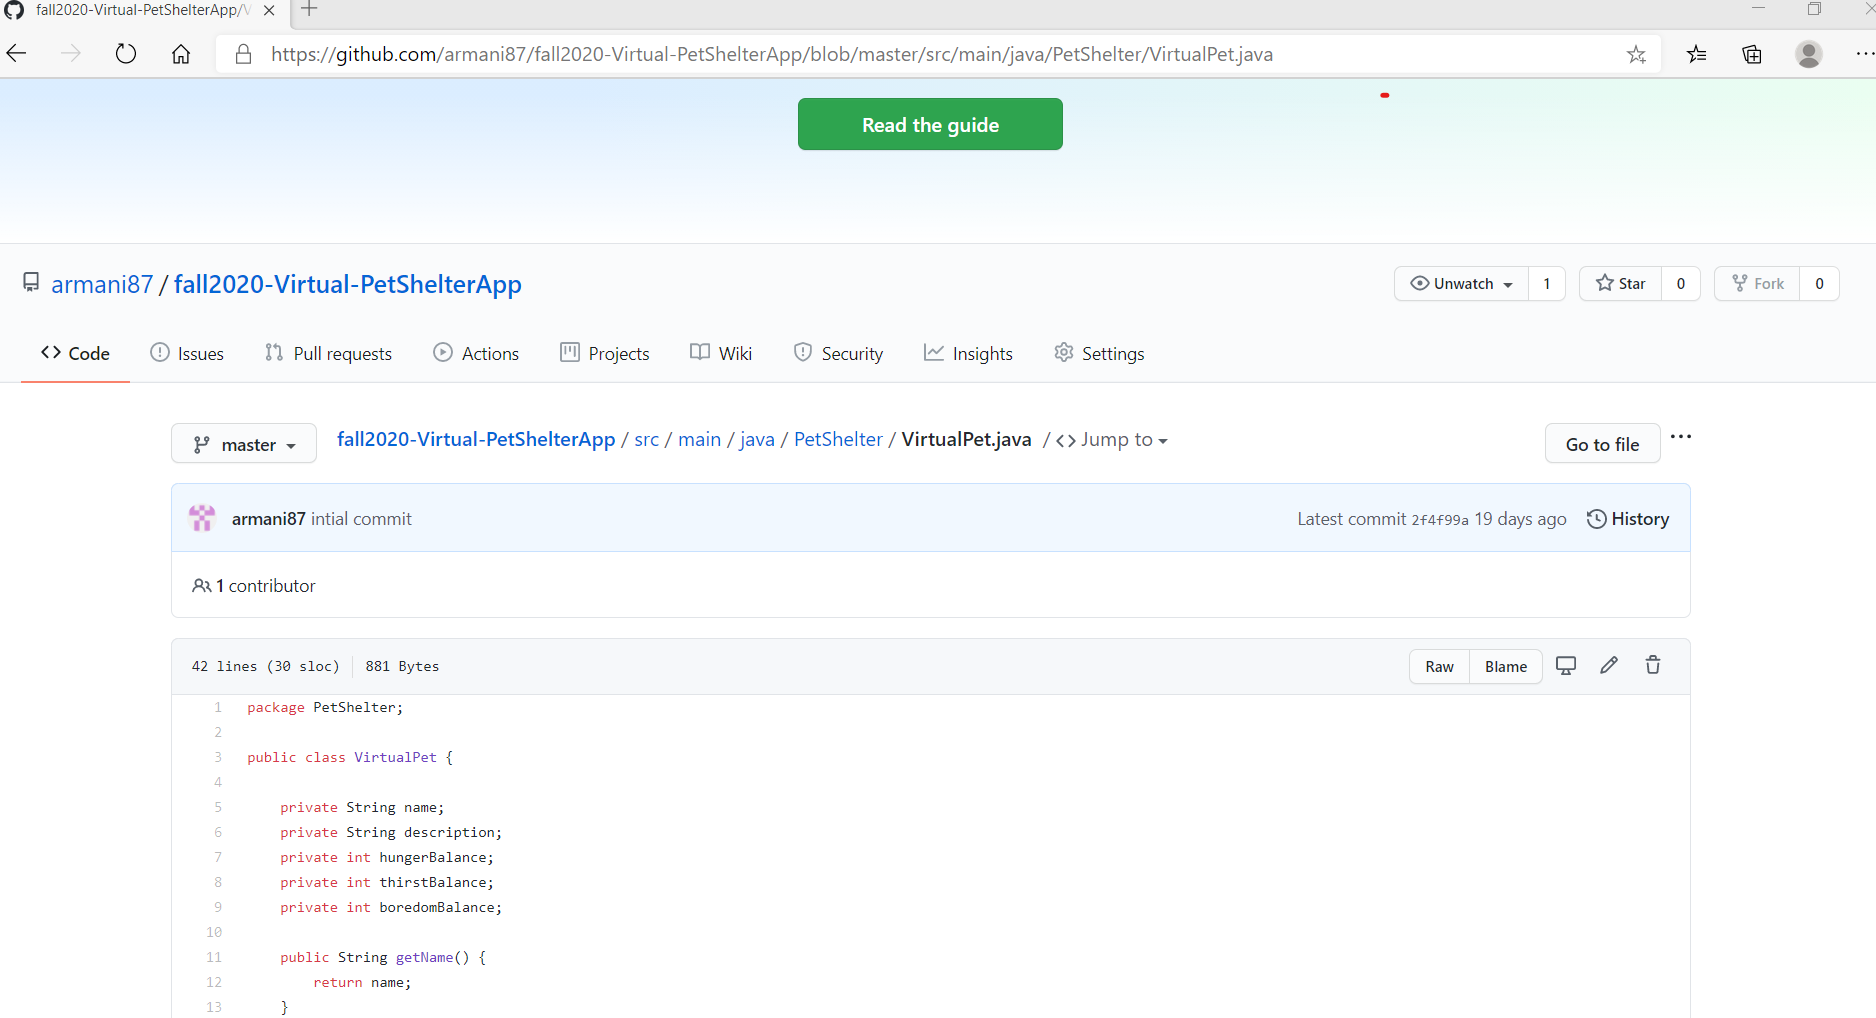 fall2020-Virtual-PetShelterApp/V
https://github.com/armani87/fall2020-Virtual-PetShelterApp/blob/master/src/main/java/PetShelter/VirtualPet.java
Read the guide
armani87 / fall2020-Virtual-PetShelterApp
Unwatch 1 Star 0 Fork 0
Code Issues Pull requests Actions Projects Wiki Security Insights Settings
master fall2020-Virtual-PetShelterApp / src / main / java / PetShelter / VirtualPet.java / <> Jump to Go to file ...
armani87 intial commit Latest commit 2f4f99a 19 days ago History
1 contributor
42 lines (30 sloc) 881 Bytes Raw Blame
1 package PetShelter;
2
3 public class VirtualPet {
4
5 private String name;
6 private String description;
7 private int hungerBalance;
8 private int thirstBalance;
9 private int boredomBalance;
10
11 public String getName() {
12 return name;
13 }